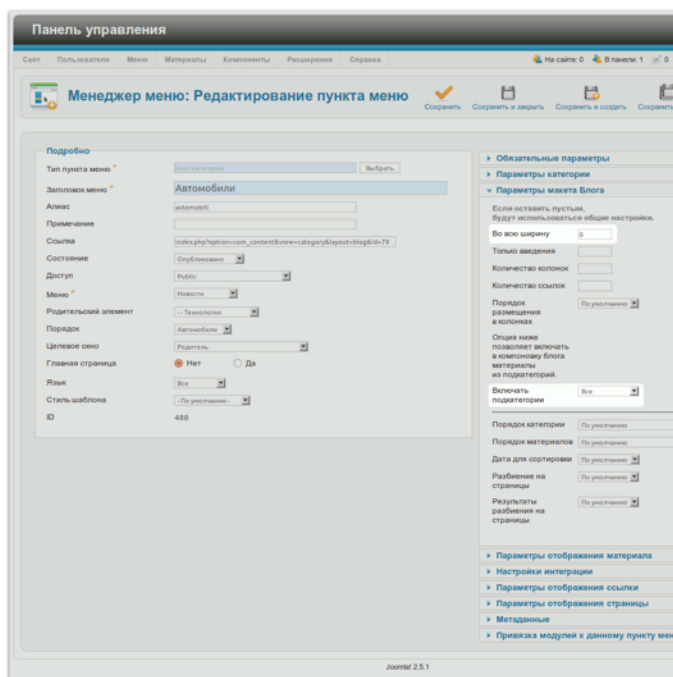 Панель управления
Сайт Пользователи Меню Материалы Компоненты Расширения Справка На сайте: 0 В панели: 1 0
Менеджер меню: Редактирование пункта меню
Сохранить Сохранить и закрыть Сохранить и создать Сохранить
Подробно
Тип пункта меню * Блог категории Выбрать
Заголовок меню * Автомобили
Алиас avtomobili
Примечание
Ссылка index.php?option=com_content&view=category&layout=blog&id=79
Состояние Опубликовано
Доступ Public
Меню * Новости
Родительский элемент -- Технологии
Порядок Автомобили
Целевое окно Родитель
Главная страница Нет Да
Язык Все
Стиль шаблона - По умолчанию -
ID 480
Обязательные параметры
Параметры категории
Параметры макета Блога
Если оставить пустым,
будут использоваться общие настройки.
Во всю ширину 0
Только введения
Количество колонок
Количество ссылок
Порядок размещения в колонках По умолчанию
Опция ниже
позволяет включать
в компоновку блога
материалы
из подкатегорий.
Включать подкатегории Все
Порядок категории По умолчанию
Порядок материалов По умолчанию
Дата для сортировки По умолчанию
Разбиение на страницы По умолчанию
Результаты разбиения на страницы По умолчанию
Параметры отображения материала
Настройки интеграции
Параметры отображения ссылки
Параметры отображения страницы
Метаданные
Привязка модулей к данному пункту мен
Joomla! 2.5.1